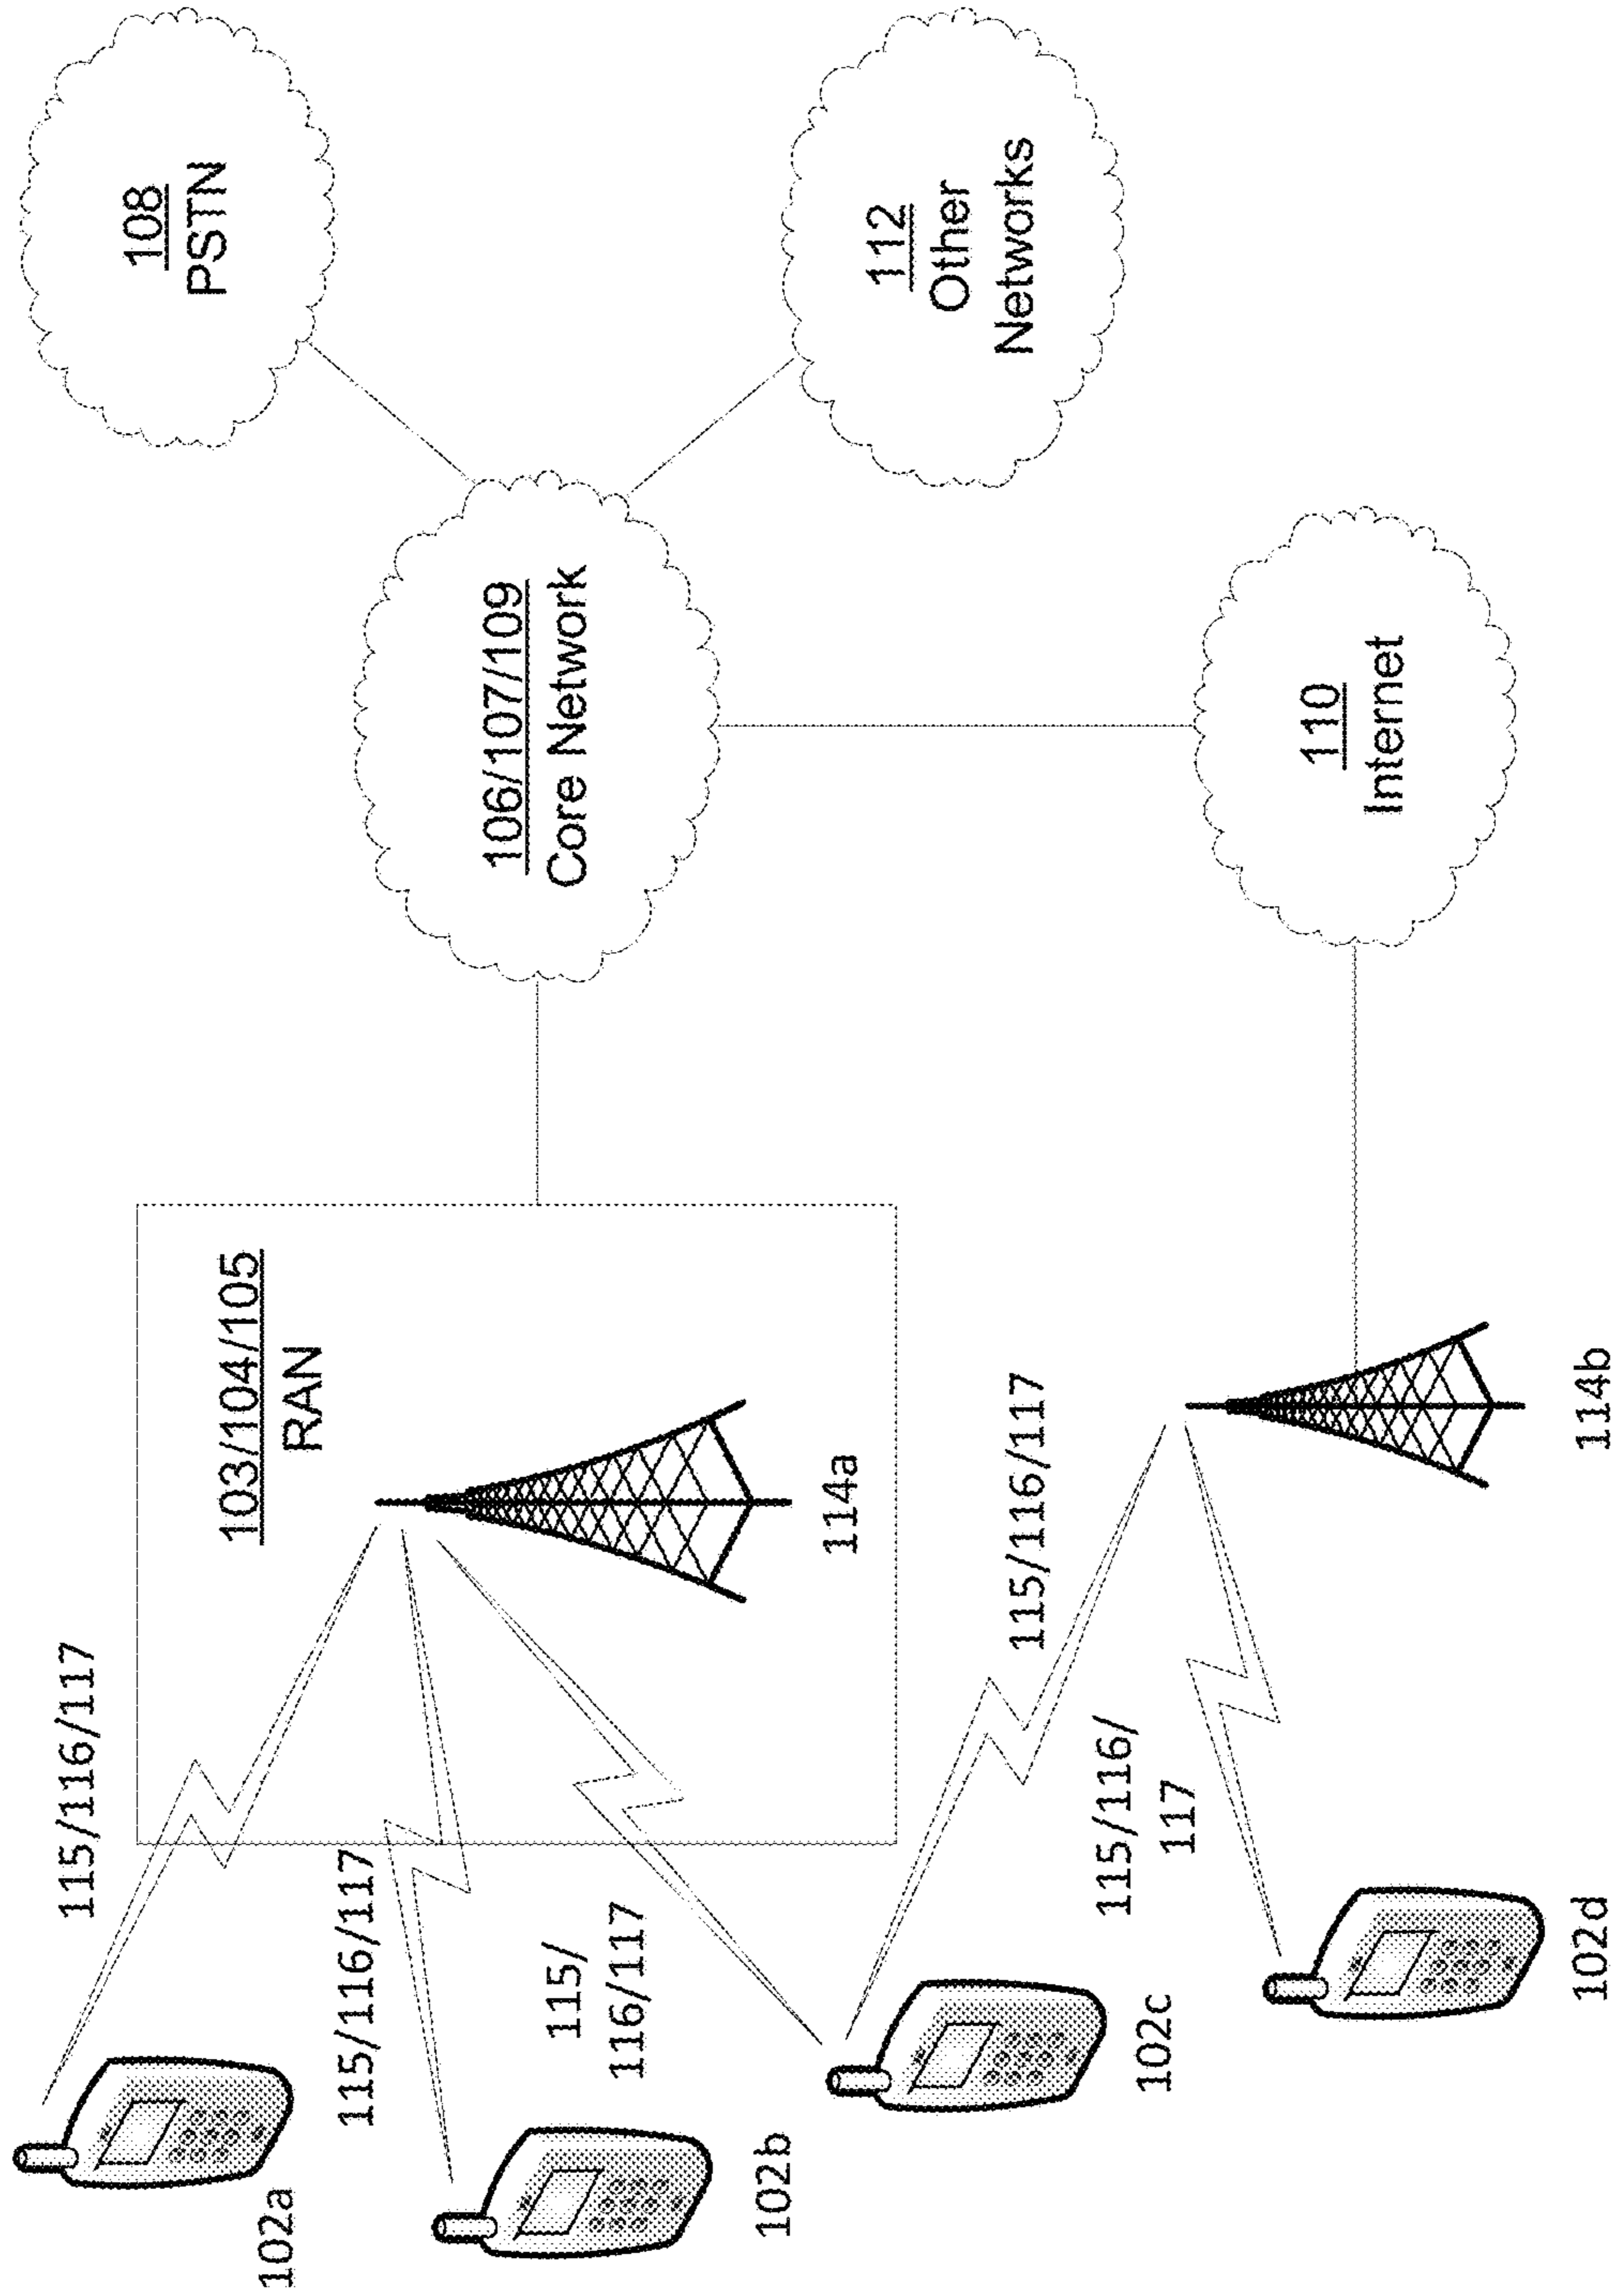 115/116/117
102a
103/104/105
RAN
108
PSTN
115/116/117
102b
115/
116/117
114a
106/107/109
Core Network
112
Other
Networks
102c
115/116/117
115/116/
117
102d
114b
110
Internet